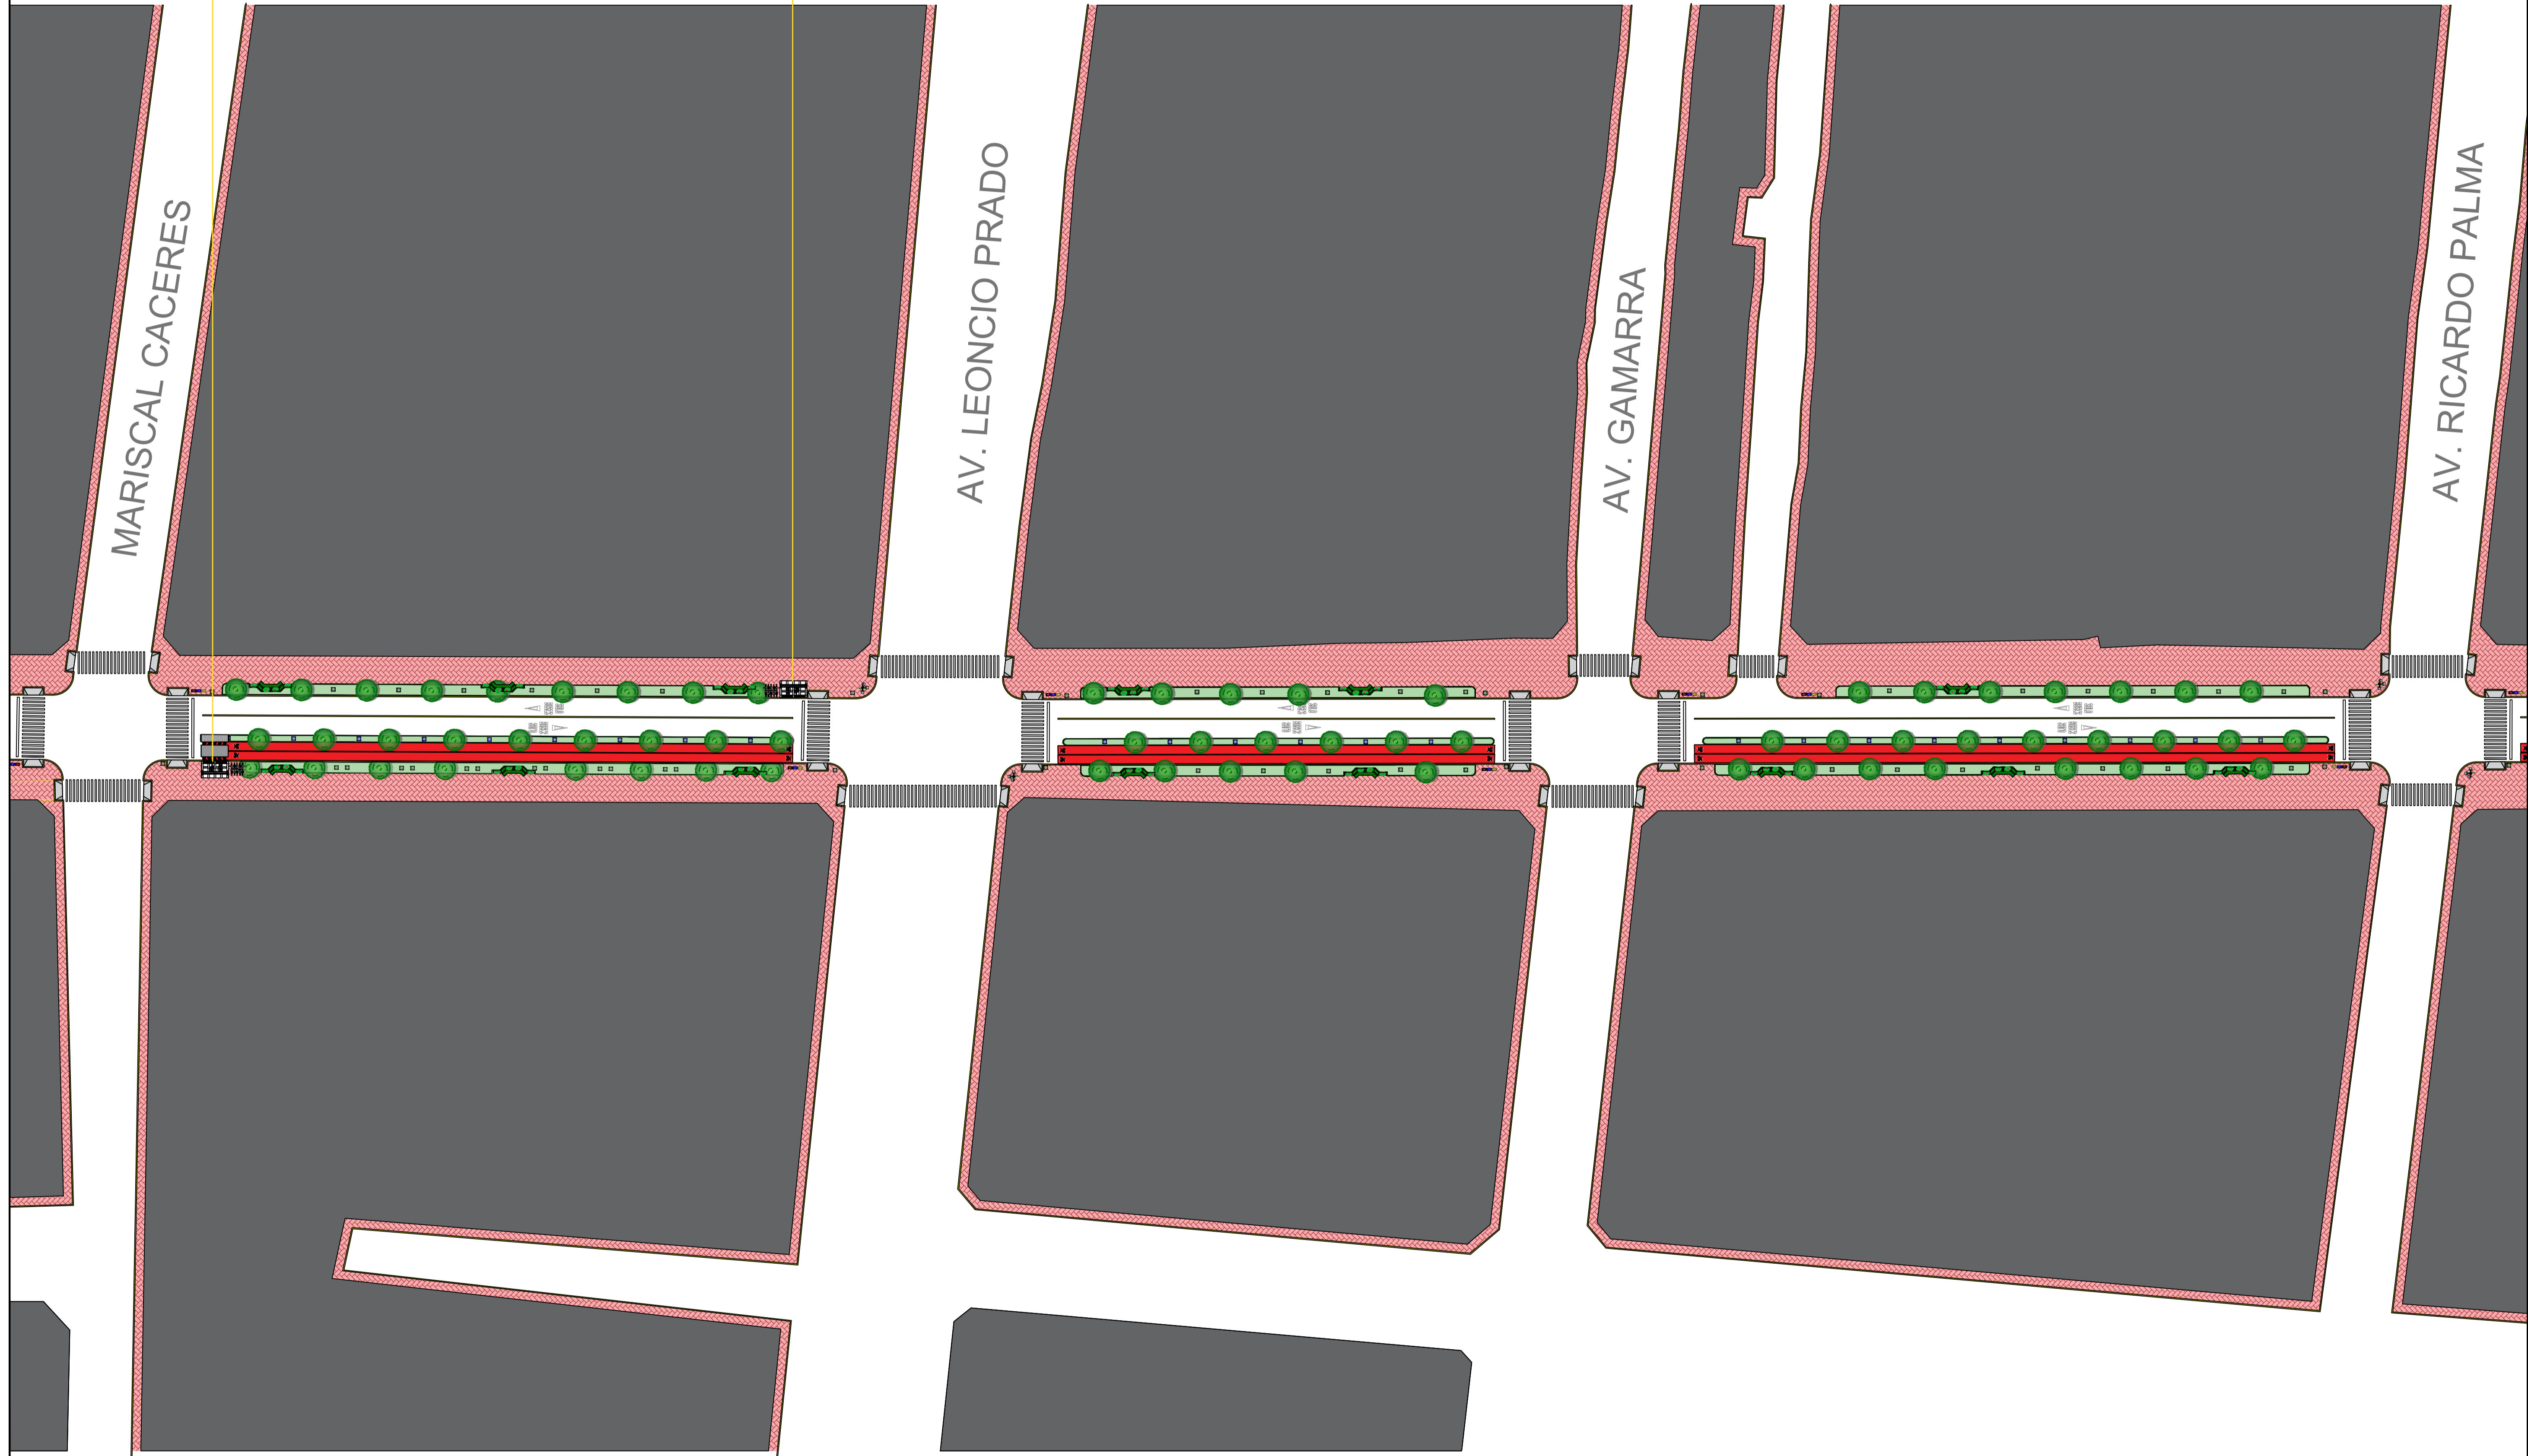 MARISCAL CACERES
AV. LEONCIO PRADO
AV. GAMARRA
AV. RICARDO PALMA